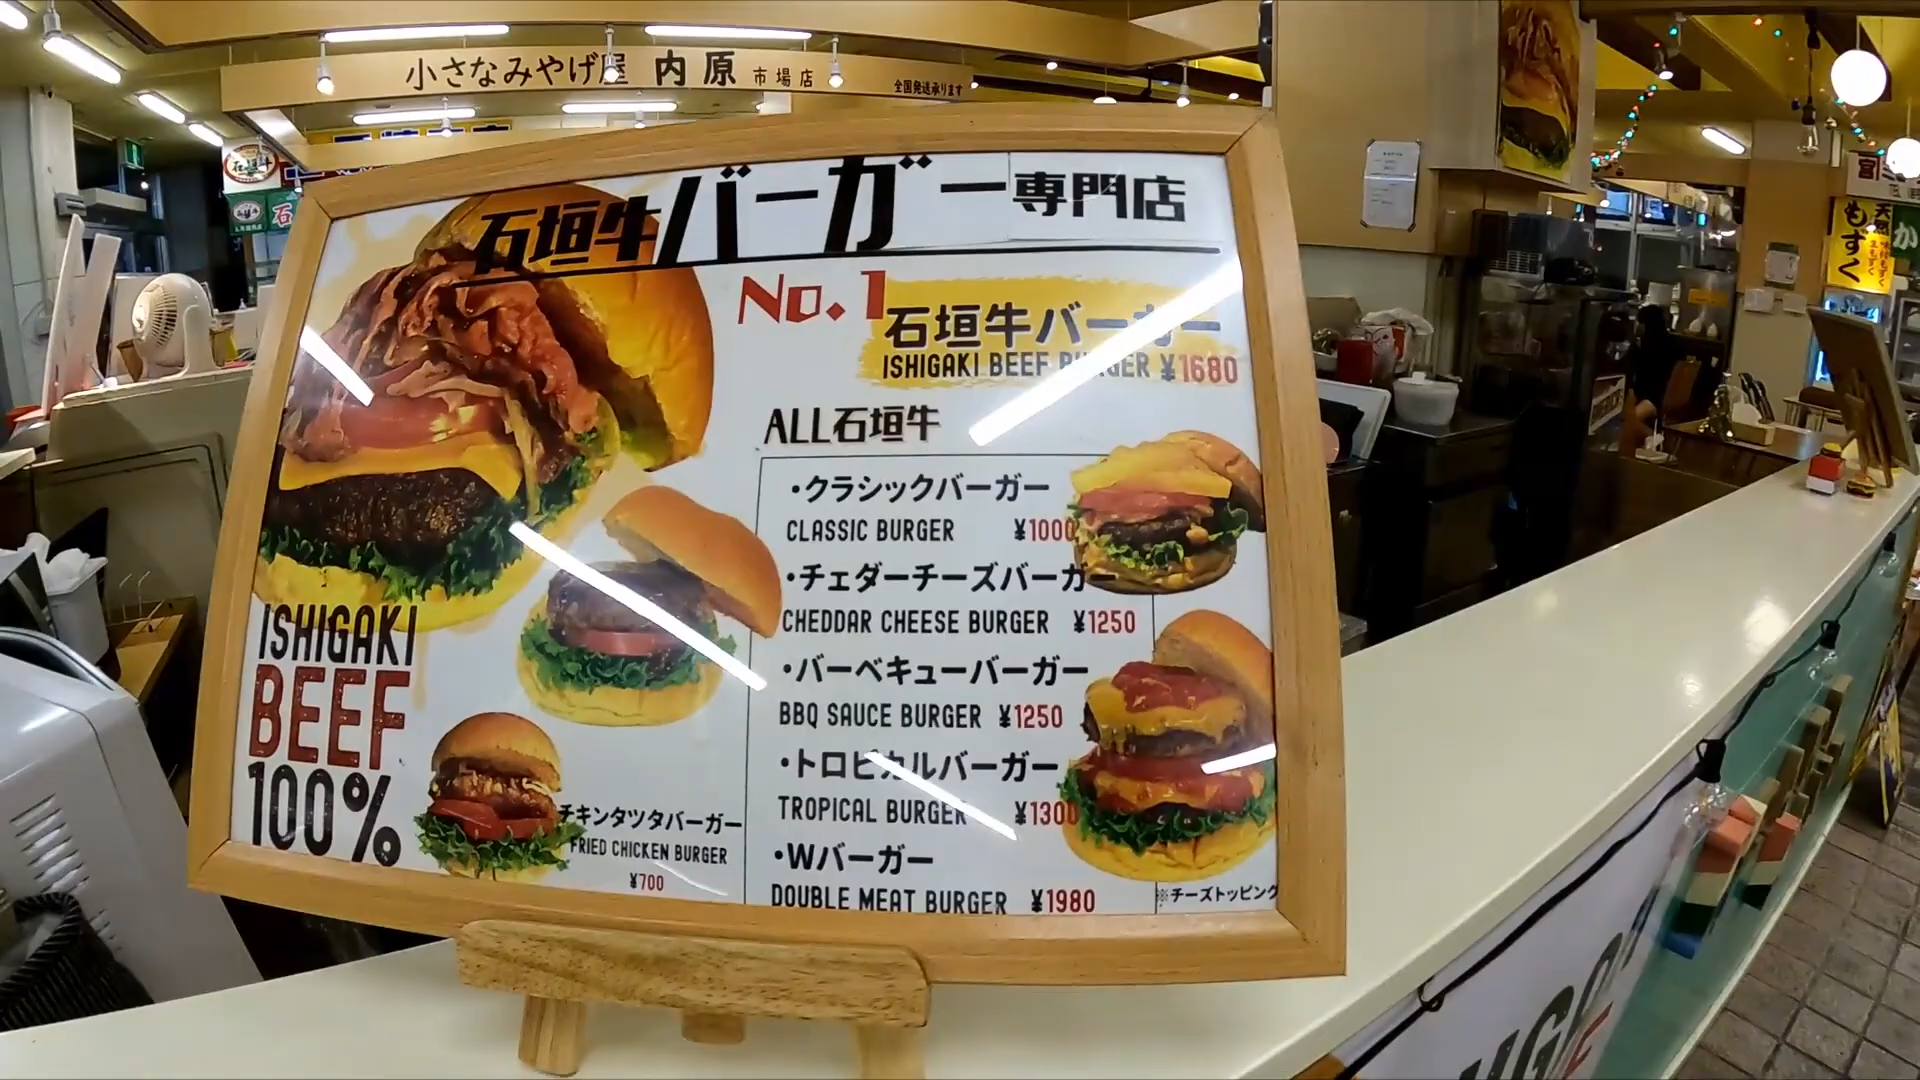 小さなみやげ屋 内原 市場店
全国発送承ります
石垣牛バーガー専門店
No.1
石垣牛バーガー
ISHIGAKI BEEF BURGER ¥1680
ALL石垣牛
・クラシックバーガー
CLASSIC BURGER ¥1000
・チェダーチーズバーガー
CHEDDAR CHEESE BURGER ¥1250
・バーベキューバーガー
BBQ SAUCE BURGER ¥1250
・トロピカルバーガー
TROPICAL BURGER ¥1300
・Wバーガー
DOUBLE MEAT BURGER ¥1980
※チーズトッピング
ISHIGAKI
BEEF
100%
チキンタツタバーガー
FRIED CHICKEN BURGER
¥700
もずく